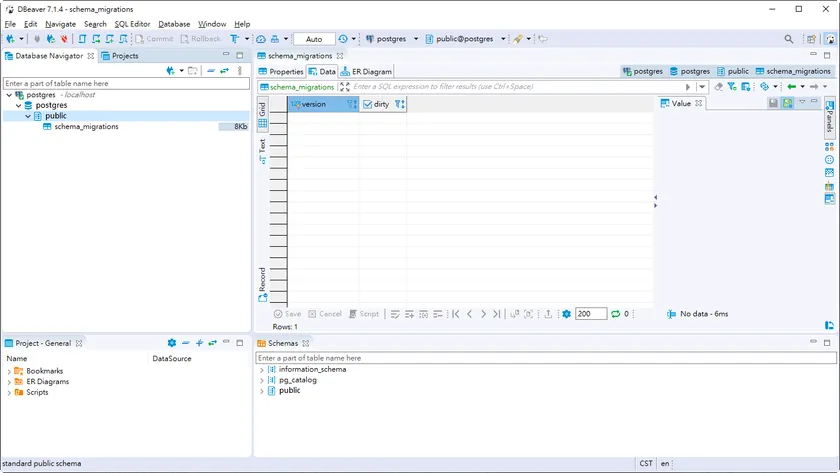 DBeaver 7.1.4 - schema_migrations
File Edit Navigate Search SQL Editor Database Window Help
Commit Rollback Auto postgres public@postgres
Database Navigator Projects
Enter a part of table name here
postgres - localhost
postgres
public
schema_migrations 8Kb
schema_migrations
Properties Data ER Diagram postgres postgres public schema_migrations
schema_migrations Enter a SQL expression to filter results (use Ctrl+Space)
Grid
Text
Record
version dirty
Value
Panels
Save Cancel Script 200 0 No data - 6ms
Rows: 1
Project - General
Name DataSource
Bookmarks
ER Diagrams
Scripts
Schemas
Enter a part of table name here
information_schema
pg_catalog
public
standard public schema CST en